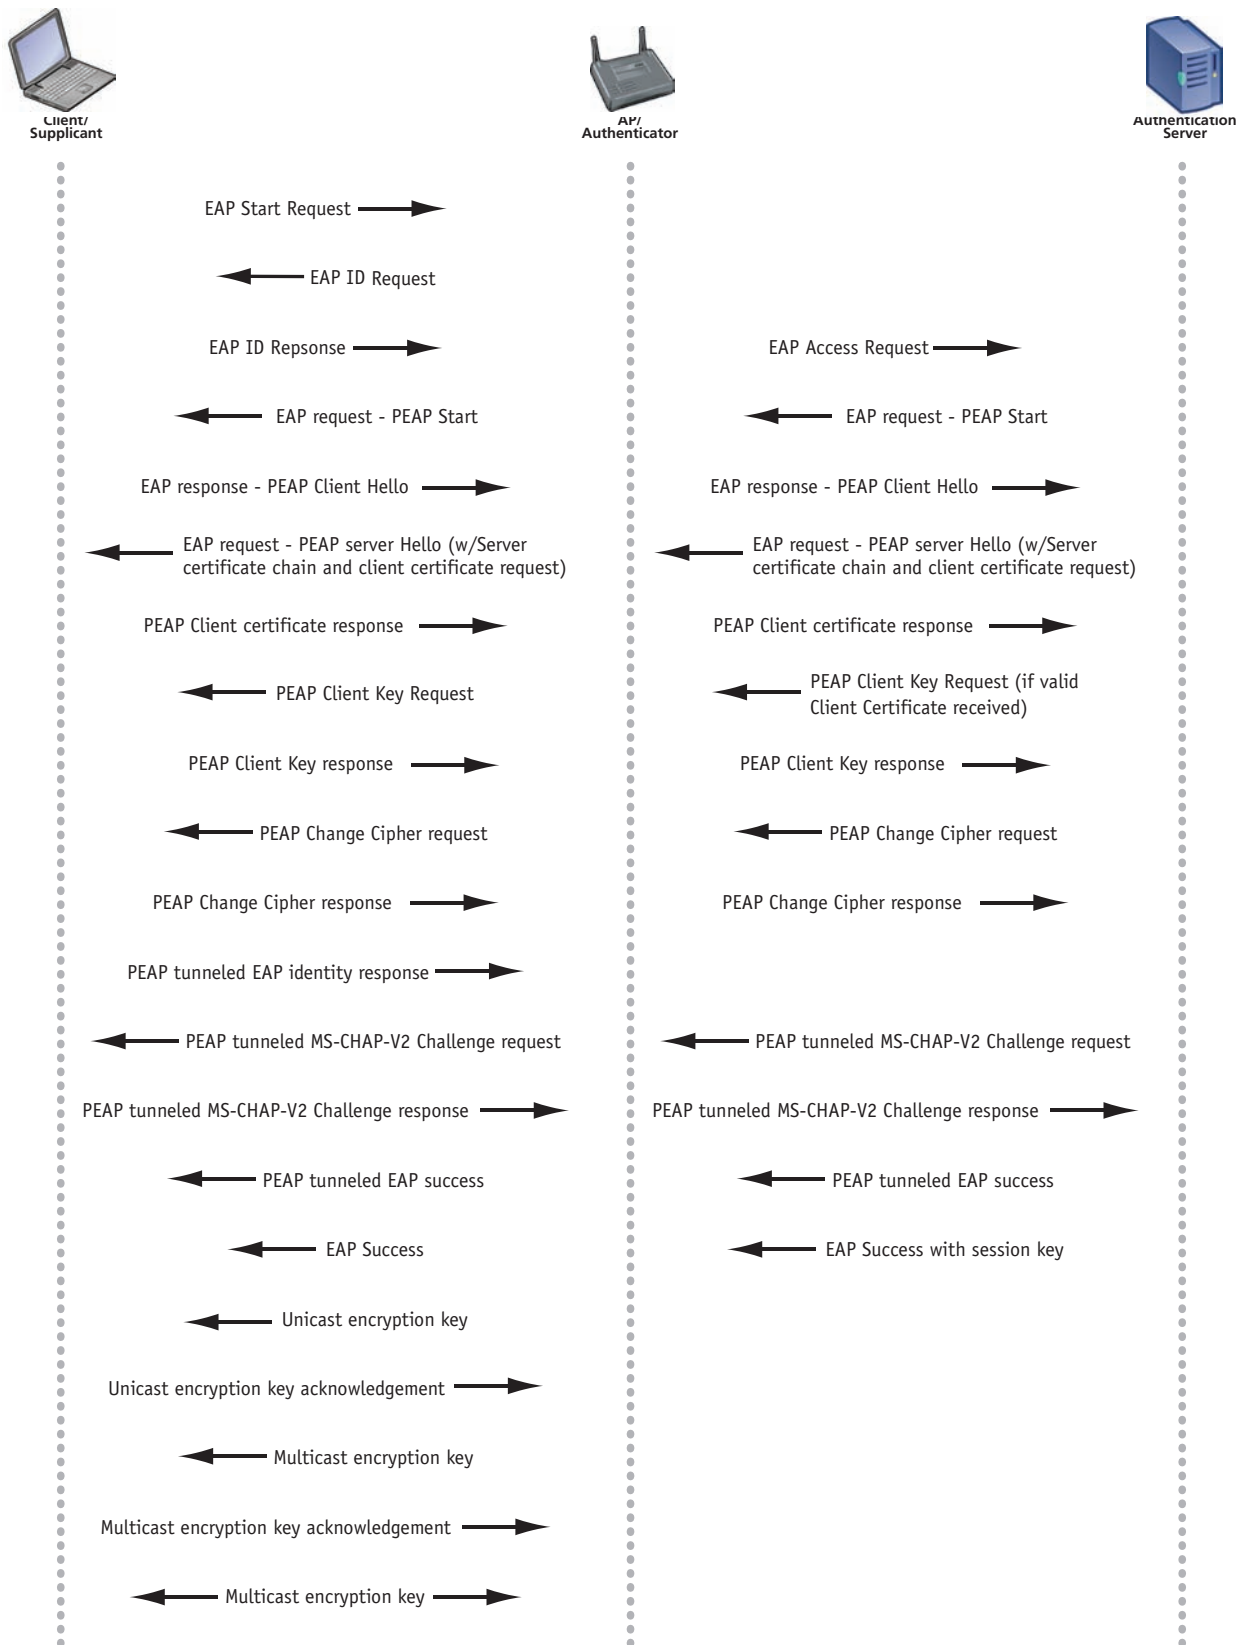 Client/
Supplicant
AP/
Authenticator
Authentication
Server
EAP Start Request
EAP ID Request
EAP ID Repsonse
EAP Access Request
EAP request - PEAP Start
EAP request - PEAP Start
EAP response - PEAP Client Hello
EAP response - PEAP Client Hello
EAP request - PEAP server Hello (w/Server
certificate chain and client certificate request)
EAP request - PEAP server Hello (w/Server
certificate chain and client certificate request)
PEAP Client certificate response
PEAP Client certificate response
PEAP Client Key Request
PEAP Client Key Request (if valid
Client Certificate received)
PEAP Client Key response
PEAP Client Key response
PEAP Change Cipher request
PEAP Change Cipher request
PEAP Change Cipher response
PEAP Change Cipher response
PEAP tunneled EAP identity response
PEAP tunneled MS-CHAP-V2 Challenge request
PEAP tunneled MS-CHAP-V2 Challenge request
PEAP tunneled MS-CHAP-V2 Challenge response
PEAP tunneled MS-CHAP-V2 Challenge response
PEAP tunneled EAP success
PEAP tunneled EAP success
EAP Success
EAP Success with session key
Unicast encryption key
Unicast encryption key acknowledgement
Multicast encryption key
Multicast encryption key acknowledgement
Multicast encryption key